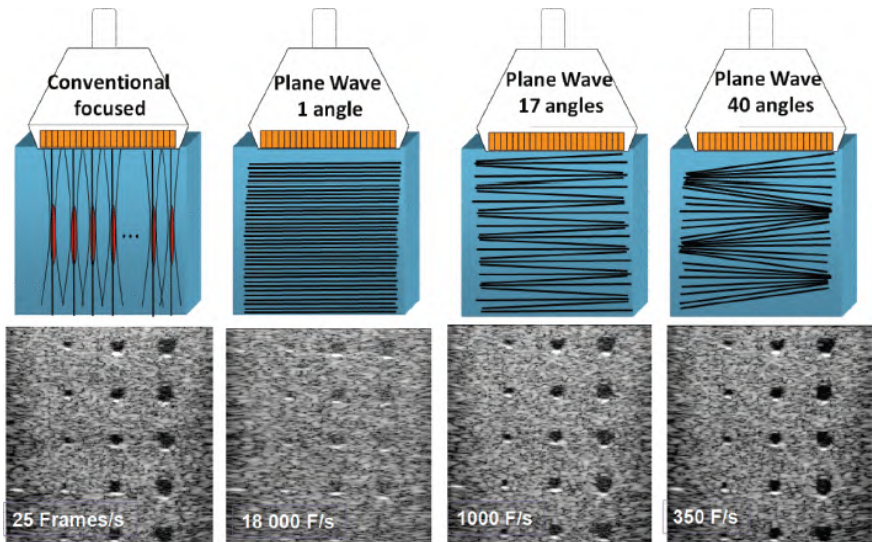 Conventional
focused
Plane Wave
1 angle
Plane Wave
17 angles
Plane Wave
40 angles
25 Frames/s
18 000 F/s
1000 F/s
350 F/s